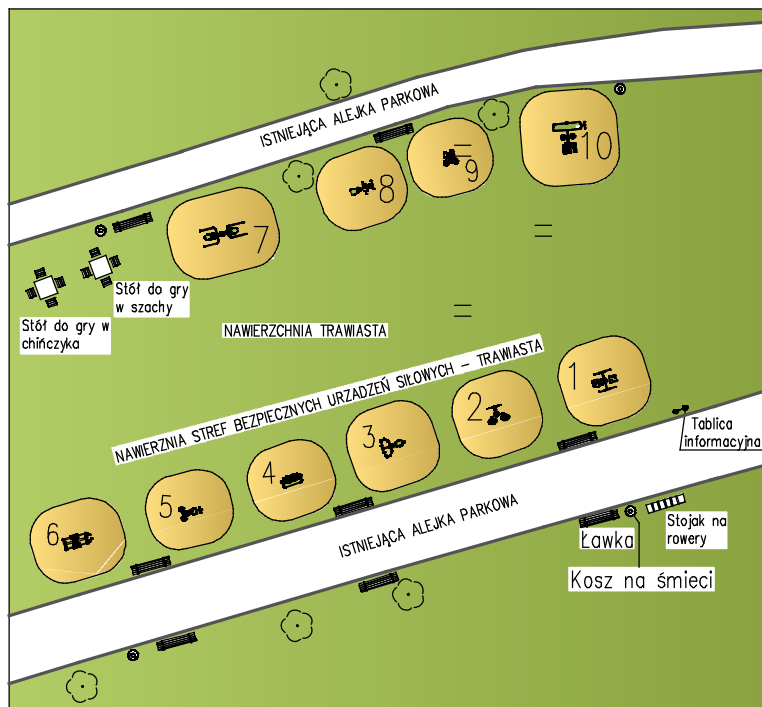 ISTNIEJĄCA ALEJKA PARKOWA
10
9
8
7
Stół do gry
w szachy
Stół do gry w
chińczyka
NAWIERZCHNIA TRAWIASTA
NAWIERZNIA STREF BEZPIECZNYCH URZADZEŃ SIŁOWYCH – TRAWIASTA
1
2
3
4
5
6
Tablica
informacyjna
ISTNIEJĄCA ALEJKA PARKOWA
Ławka
Stojak na
rowery
Kosz na śmieci